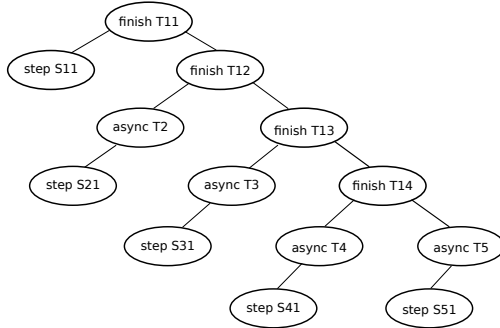 finish T11
step S11
finish T12
async T2
finish T13
step S21
async T3
finish T14
step S31
async T4
async T5
step S41
step S51